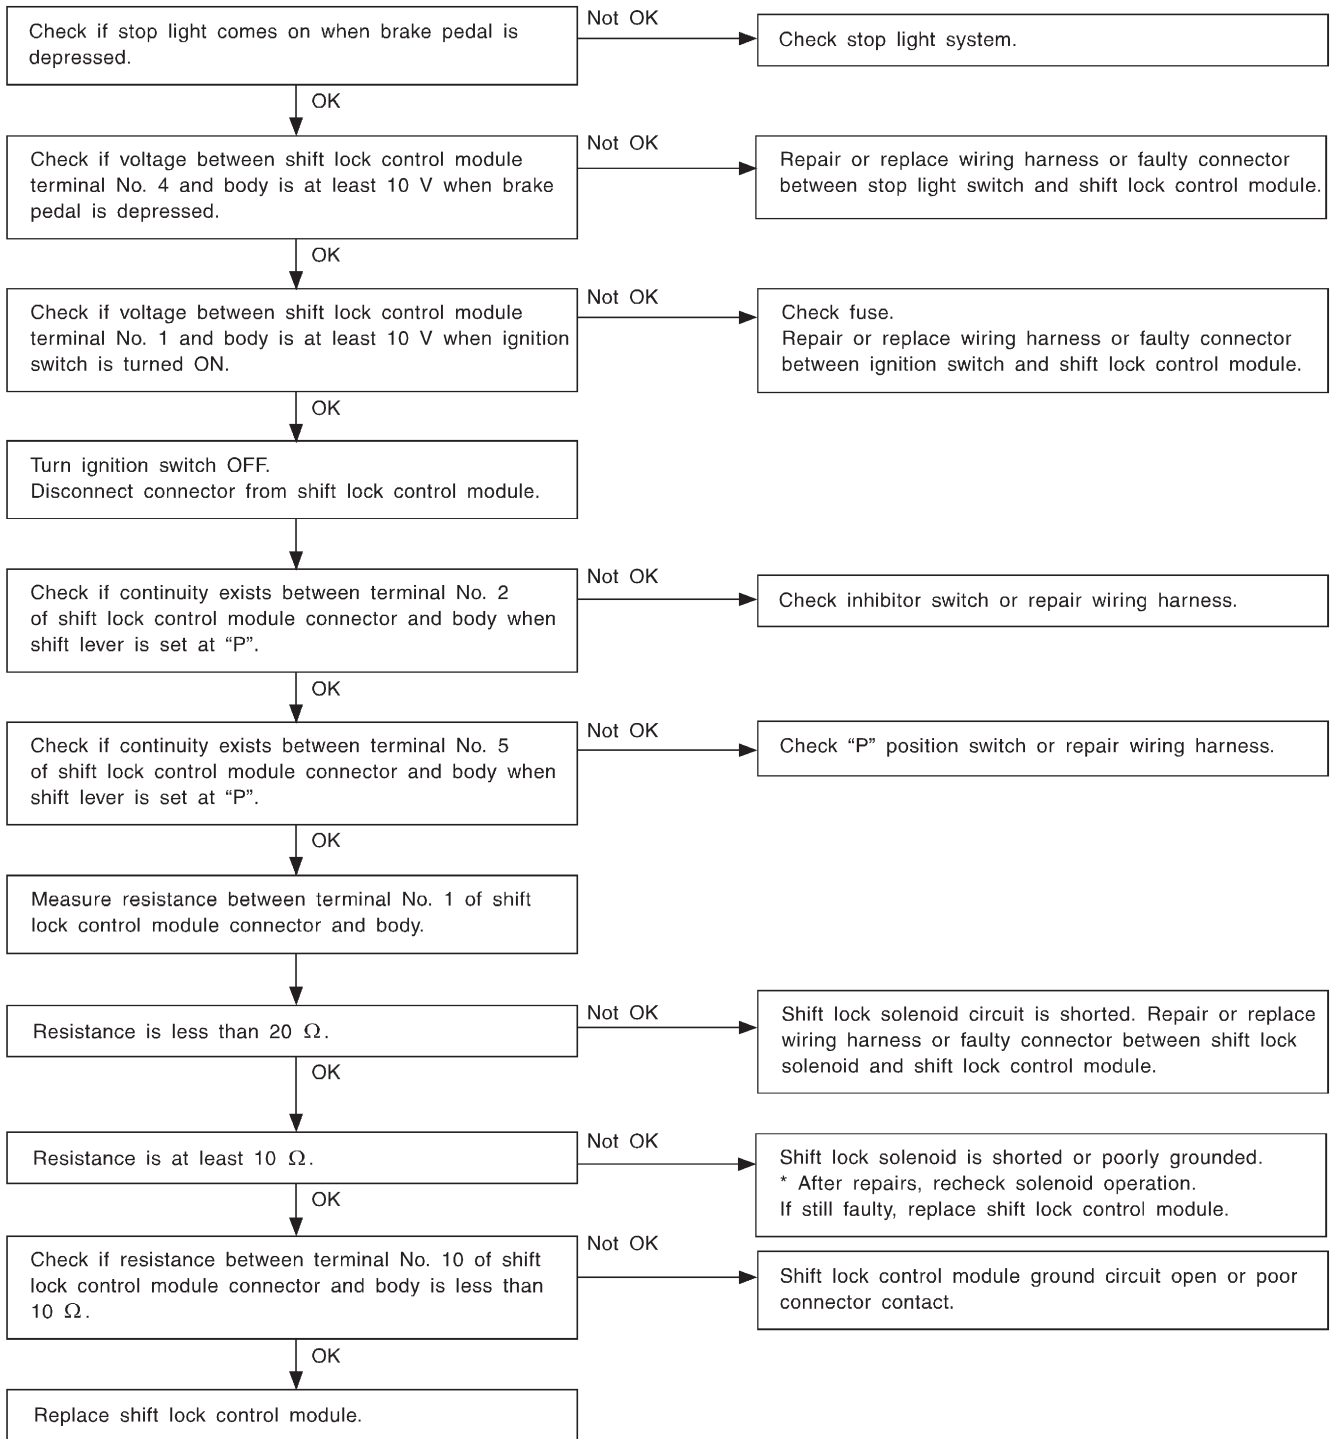 Check if stop light comes on when brake pedal is
depressed.
Not OK
Check stop light system.
OK
Check if voltage between shift lock control module
terminal No. 4 and body is at least 10 V when brake
pedal is depressed.
Not OK
Repair or replace wiring harness or faulty connector
between stop light switch and shift lock control module.
OK
Check if voltage between shift lock control module
terminal No. 1 and body is at least 10 V when ignition
switch is turned ON.
Not OK
Check fuse.
Repair or replace wiring harness or faulty connector
between ignition switch and shift lock control module.
OK
Turn ignition switch OFF.
Disconnect connector from shift lock control module.
Check if continuity exists between terminal No. 2
of shift lock control module connector and body when
shift lever is set at “P”.
Not OK
Check inhibitor switch or repair wiring harness.
OK
Check if continuity exists between terminal No. 5
of shift lock control module connector and body when
shift lever is set at “P”.
Not OK
Check “P” position switch or repair wiring harness.
OK
Measure resistance between terminal No. 1 of shift
lock control module connector and body.
Resistance is less than 20 Ω.
Not OK
Shift lock solenoid circuit is shorted. Repair or replace
wiring harness or faulty connector between shift lock
solenoid and shift lock control module.
OK
Resistance is at least 10 Ω.
Not OK
Shift lock solenoid is shorted or poorly grounded.
* After repairs, recheck solenoid operation.
If still faulty, replace shift lock control module.
OK
Check if resistance between terminal No. 10 of shift
lock control module connector and body is less than
10 Ω.
Not OK
Shift lock control module ground circuit open or poor
connector contact.
OK
Replace shift lock control module.